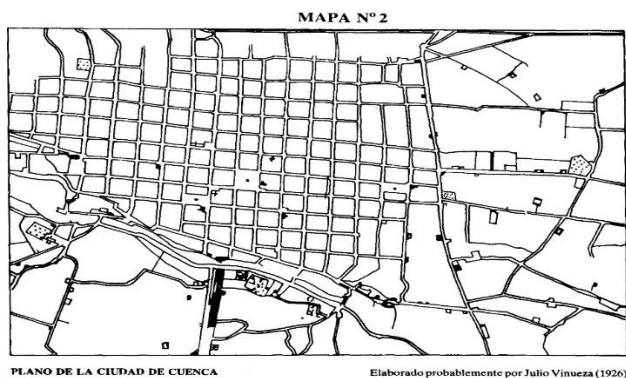 MAPA Nº 2
PLANO DE LA CIUDAD DE CUENCA
Elaborado probablemente por Julio Vinueza (1926)